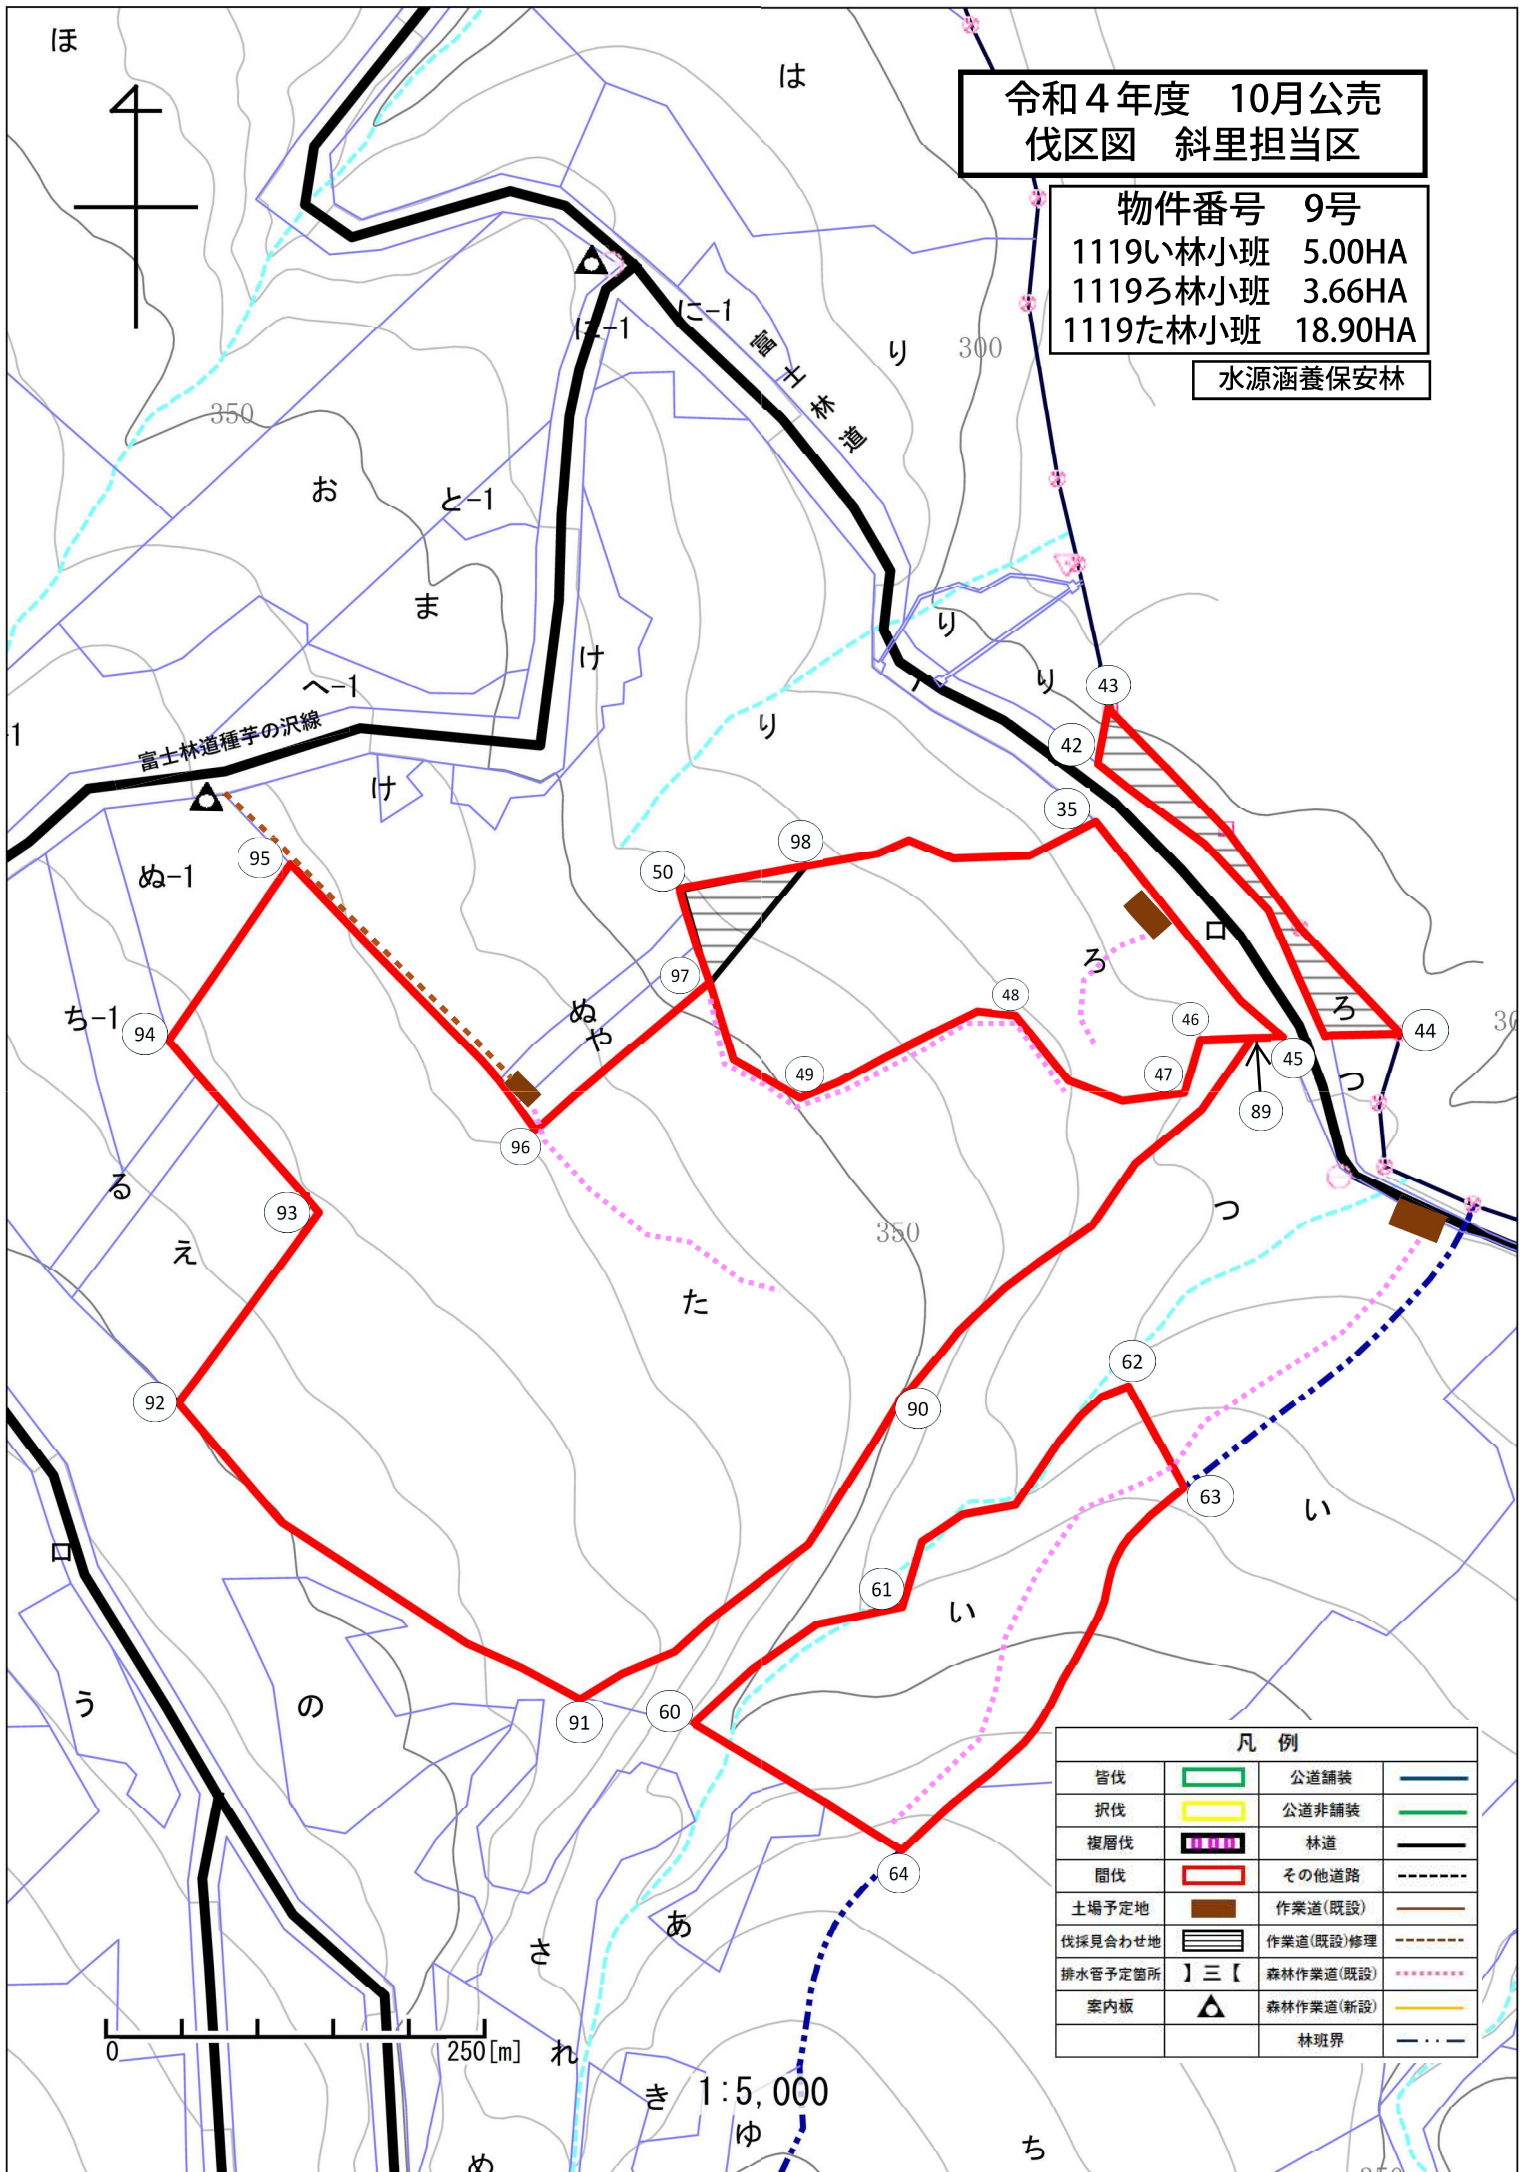 ほ
は
令和４年度　10月公売
伐区図　斜里担当区
物件番号　9号
1119い林小班　5.00HA
1119ろ林小班　3.66HA
1119た林小班　18.90HA
水源涵養保安林
に-1
に-1
富士林道
り
300
350
お
と-1
ま
け
り
り
り
イ
へ-1
-1
富士林道種芋の沢線
け
43
42
35
98
50
95
ぬ-1
97
ろ
ロ
48
46
ろ
44
30
45
ち-1
94
ぬ
や
49
47
つ
89
96
る
93
え
350
つ
た
62
92
90
63
い
ロ
61
い
う
の
91
60
64
凡　例
皆伐　公道舗装
択伐　公道非舗装
複層伐　林道
間伐　その他道路
土場予定地　作業道(既設)
伐採見合わせ地　作業道(既設)修理
排水管予定箇所　】三【　森林作業道(既設)
案内板　森林作業道(新設)
林班界
あ
さ
0　250[m]
れ
き
1:5,000
ゆ
ち
め
350